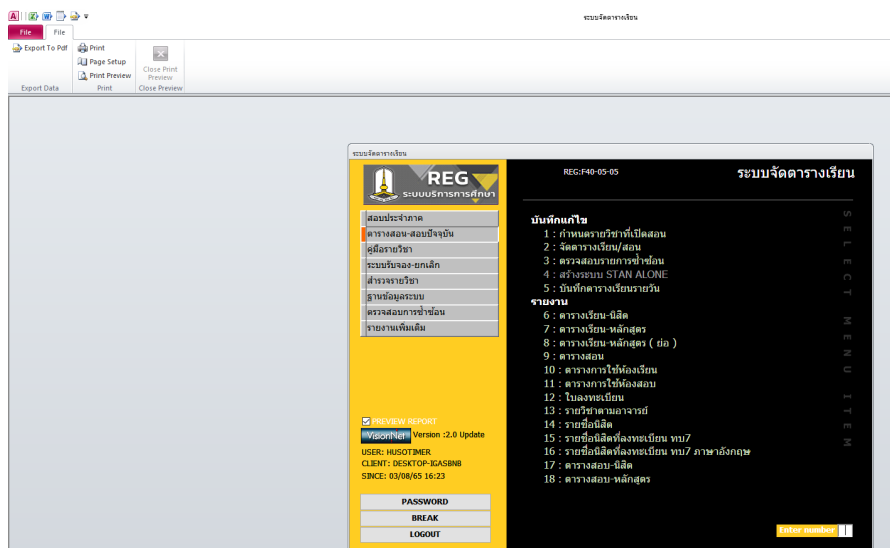 ระบบจัดตารางเรียน
File File
Export To Pdf
Print
Page Setup
Print Preview
Close Print Preview
Export Data Print Close Preview
ระบบจัดตารางเรียน
REG
ระบบบริการการศึกษา
สอบประจำภาค
ตารางสอน-สอบปัจจุบัน
คู่มือรายวิชา
ระบบรับจอง-ยกเลิก
สำรวจรายวิชา
ฐานข้อมูลระบบ
ตรวจสอบการซ้ำซ้อน
รายงานเพิ่มเติม
PREVIEW REPORT
VisionNet Version :2.0 Update
USER: HUSOTIMER
CLIENT: DESKTOP-IGASBNB
SINCE: 03/08/65 16:23
PASSWORD
BREAK
LOGOUT
REG:F40-05-05 ระบบจัดตารางเรียน
บันทึกแก้ไข
1 : กำหนดรายวิชาที่เปิดสอน
2 : จัดตารางเรียน/สอน
3 : ตรวจสอบรายการซ้ำซ้อน
4 : สร้างระบบ STAN ALONE
5 : บันทึกตารางเรียนรายวัน
รายงาน
6 : ตารางเรียน-นิสิต
7 : ตารางเรียน-หลักสูตร
8 : ตารางเรียน-หลักสูตร ( ย่อ )
9 : ตารางสอน
10 : ตารางการใช้ห้องเรียน
11 : ตารางการใช้ห้องสอบ
12 : ใบลงทะเบียน
13 : รายวิชาตามอาจารย์
14 : รายชื่อนิสิต
15 : รายชื่อนิสิตที่ลงทะเบียน ทบ7
16 : รายชื่อนิสิตที่ลงทะเบียน ทบ7 ภาษาอังกฤษ
17 : ตารางสอบ-นิสิต
18 : ตารางสอบ-หลักสูตร
SELECT MENU ITEM
Enter number